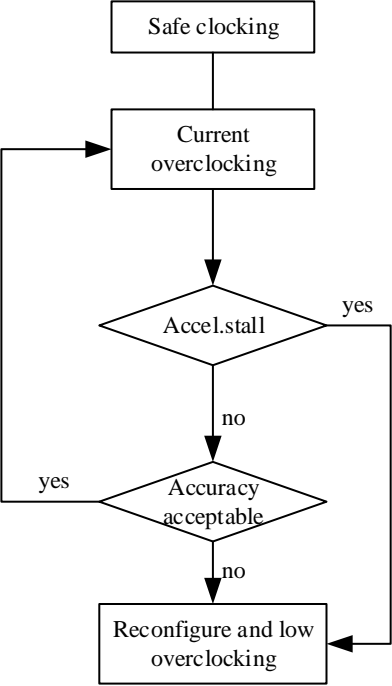 Safe clocking
Current
overclocking
Accel.stall
yes
no
Accuracy
acceptable
yes
no
Reconfigure and low
overclocking